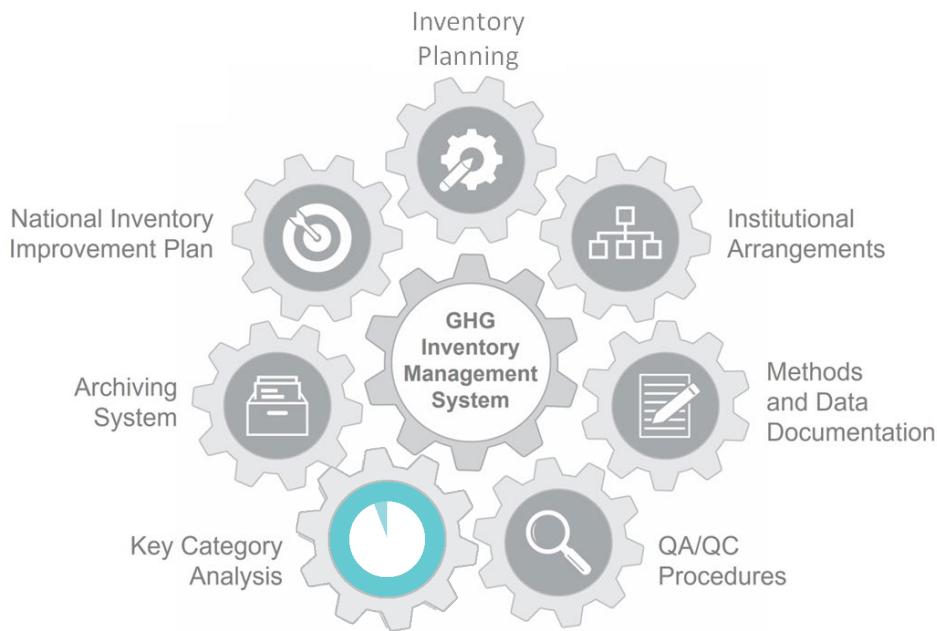 Inventory
Planning
National Inventory
Improvement Plan
Institutional
Arrangements
GHG
Inventory
Management
System
Archiving
System
Methods
and Data
Documentation
Key Category
Analysis
QA/QC
Procedures